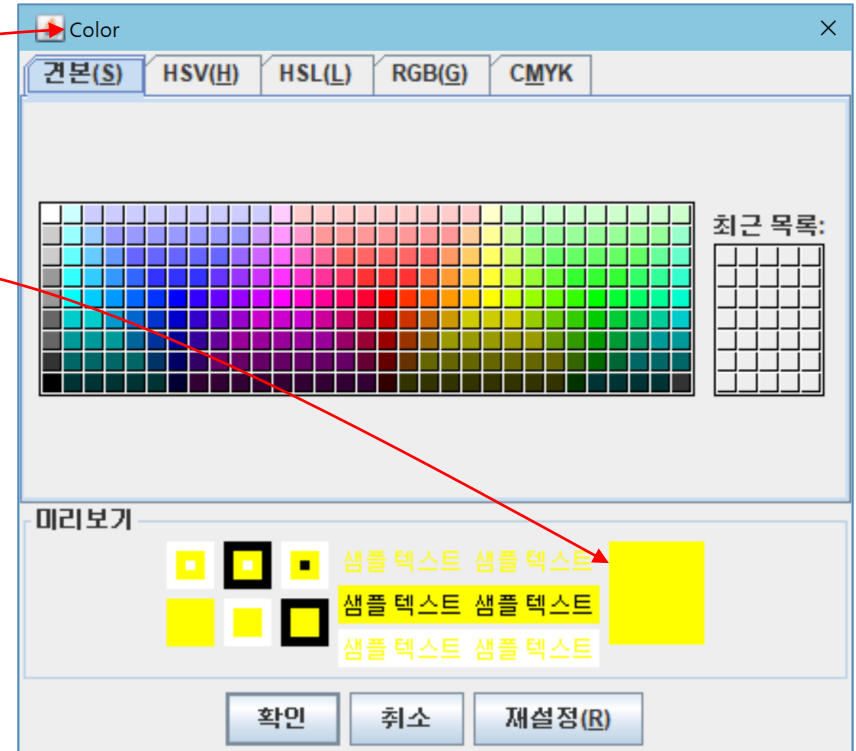 Color
견본(S) HSV(H) HSL(L) RGB(G) CMYK
최근 목록:
미리 보기
샘플 텍스트 샘플 텍스트
샘플 텍스트 샘플 텍스트
샘플 텍스트 샘플 텍스트
확인 취소 재설정(R)